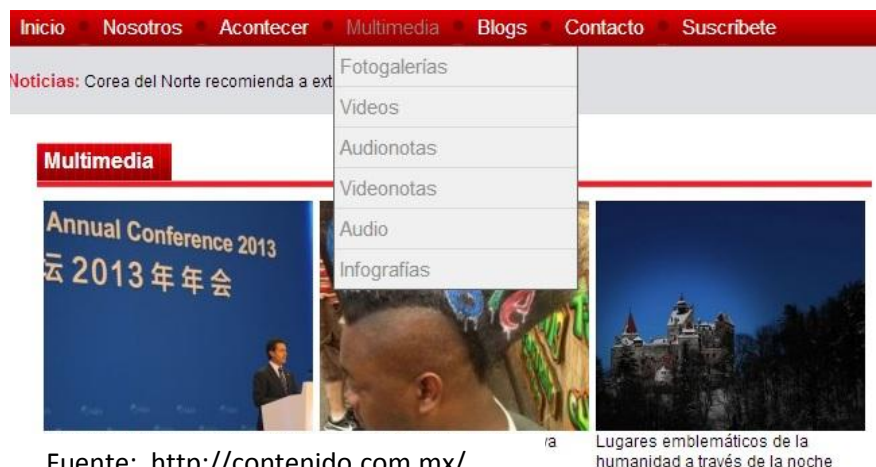 Inicio Nosotros Acontecer Multimedia Blogs Contacto Suscribete
Noticias: Corea del Norte recomienda a ext
Fotogalerías
Videos
Audionotas
Videonotas
Audio
Infografías
Multimedia
Annual Conference 2013
坛 2013年年会
Lugares emblemáticos de la
humanidad a través de la noche
Fuente: http://contenido.com.mx/